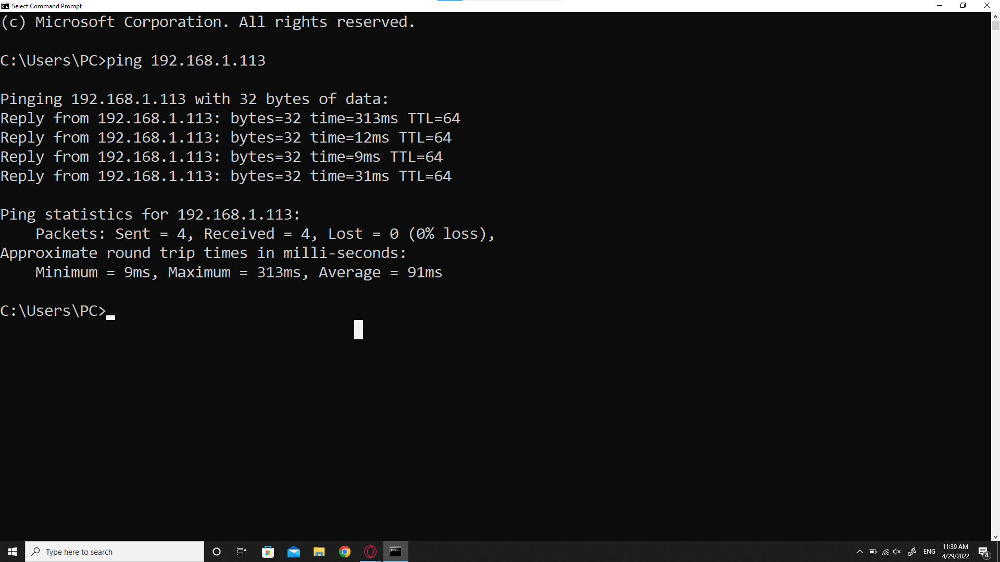 Select Command Prompt
(c) Microsoft Corporation. All rights reserved.
C:\Users\PC>ping 192.168.1.113
Pinging 192.168.1.113 with 32 bytes of data:
Reply from 192.168.1.113: bytes=32 time=313ms TTL=64
Reply from 192.168.1.113: bytes=32 time=12ms TTL=64
Reply from 192.168.1.113: bytes=32 time=9ms TTL=64
Reply from 192.168.1.113: bytes=32 time=31ms TTL=64
Ping statistics for 192.168.1.113:
Packets: Sent = 4, Received = 4, Lost = 0 (0% loss),
Approximate round trip times in milli-seconds:
Minimum = 9ms, Maximum = 313ms, Average = 91ms
C:\Users\PC>
Type here to search
ENG
11:39 AM
4/29/2022
4